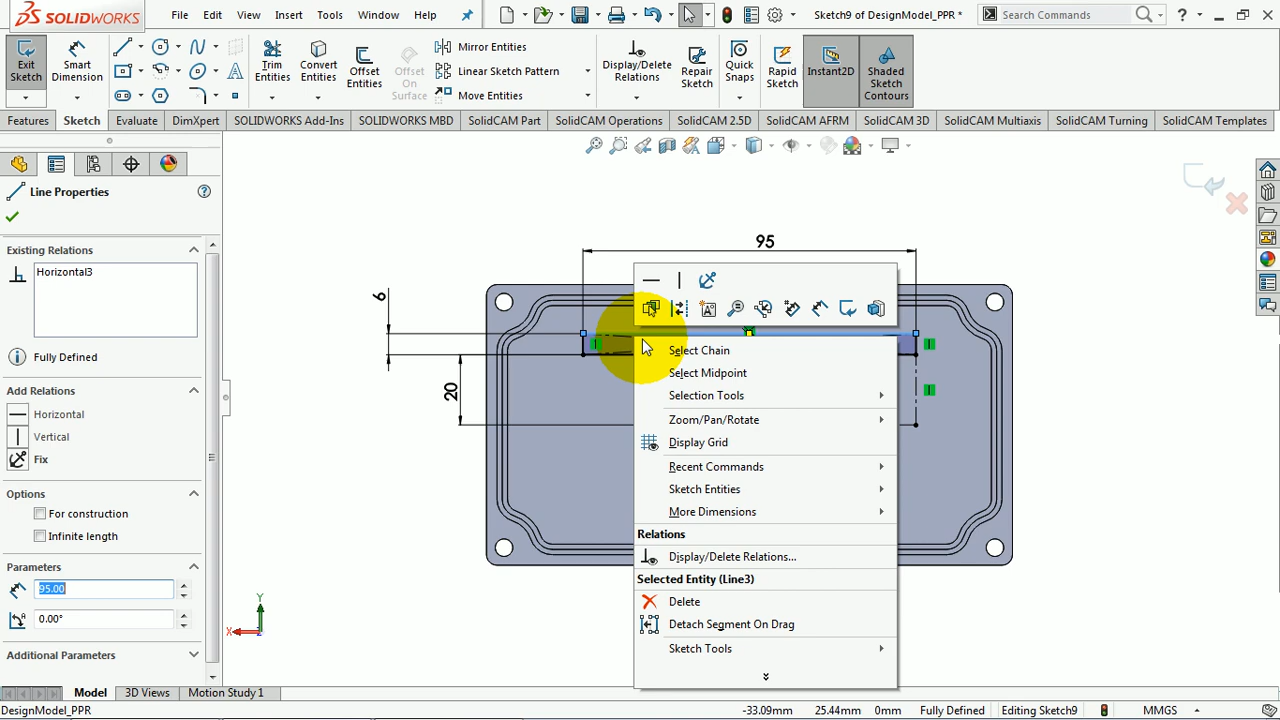 SOLIDWORKS File Edit View Insert Tools Window Help Sketch9 of DesignModel_PPR * Search Commands ?
Exit Sketch
Smart Dimension
Trim Entities
Convert Entities
Offset Entities
Offset On Surface
Mirror Entities
Linear Sketch Pattern
Move Entities
Display/Delete Relations
Repair Sketch
Quick Snaps
Rapid Sketch
Instant2D
Shaded Sketch Contours
Features Sketch Evaluate DimXpert SOLIDWORKS Add-Ins SOLIDWORKS MBD SolidCAM Part SolidCAM Operations SolidCAM 2.5D SolidCAM AFRM SolidCAM 3D SolidCAM Multiaxis SolidCAM Turning SolidCAM Templates
Line Properties
Existing Relations
Horizontal3
Fully Defined
Add Relations
Horizontal
Vertical
Fix
Options
For construction
Infinite length
Parameters
95.00
0.00°
Additional Parameters
95
6
20
Select Chain
Select Midpoint
Selection Tools
Zoom/Pan/Rotate
Display Grid
Recent Commands
Sketch Entities
More Dimensions
Relations
Display/Delete Relations...
Selected Entity (Line3)
Delete
Detach Segment On Drag
Sketch Tools
Y
X
Z
Model 3D Views Motion Study 1
DesignModel_PPR -33.09mm 25.44mm 0mm Fully Defined Editing Sketch9 MMGS